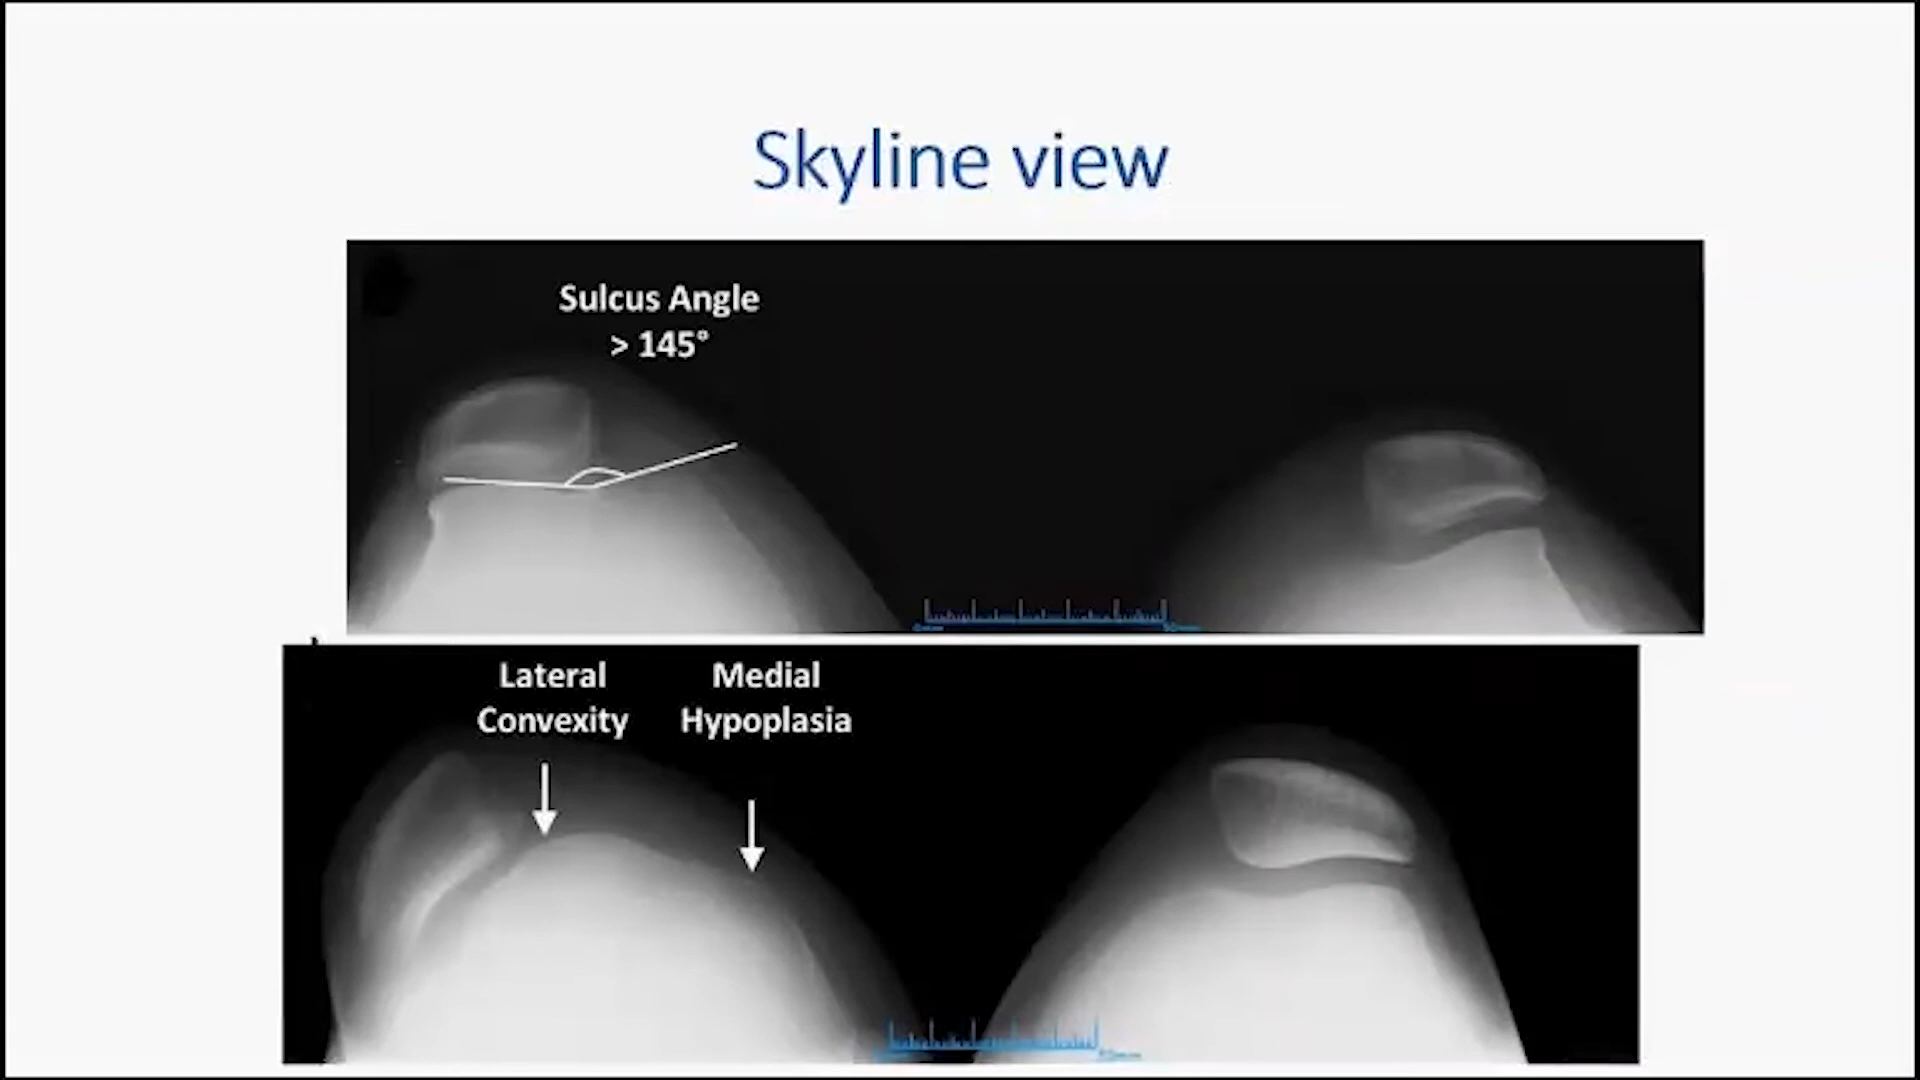 Skyline view
Sulcus Angle
> 145°
Lateral
Convexity
Medial
Hypoplasia